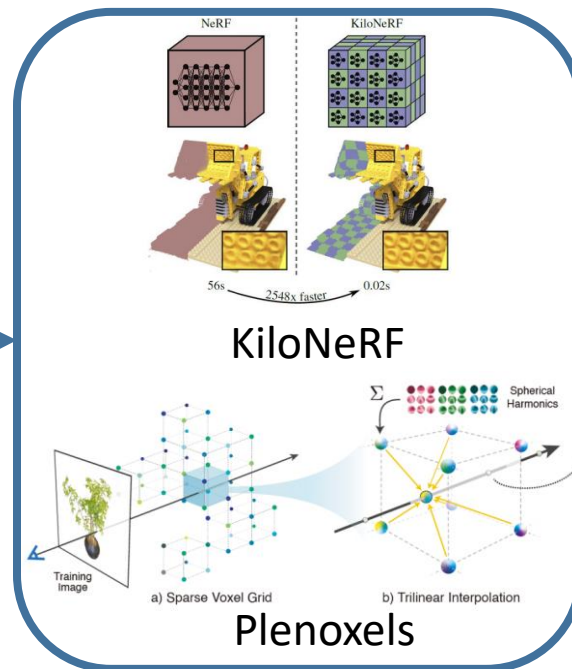 NeRF KiloNeRF
56s 2548x faster 0.02s
KiloNeRF
Σ Spherical
Harmonics
Training
Image
a) Sparse Voxel Grid b) Trilinear Interpolation
Plenoxels